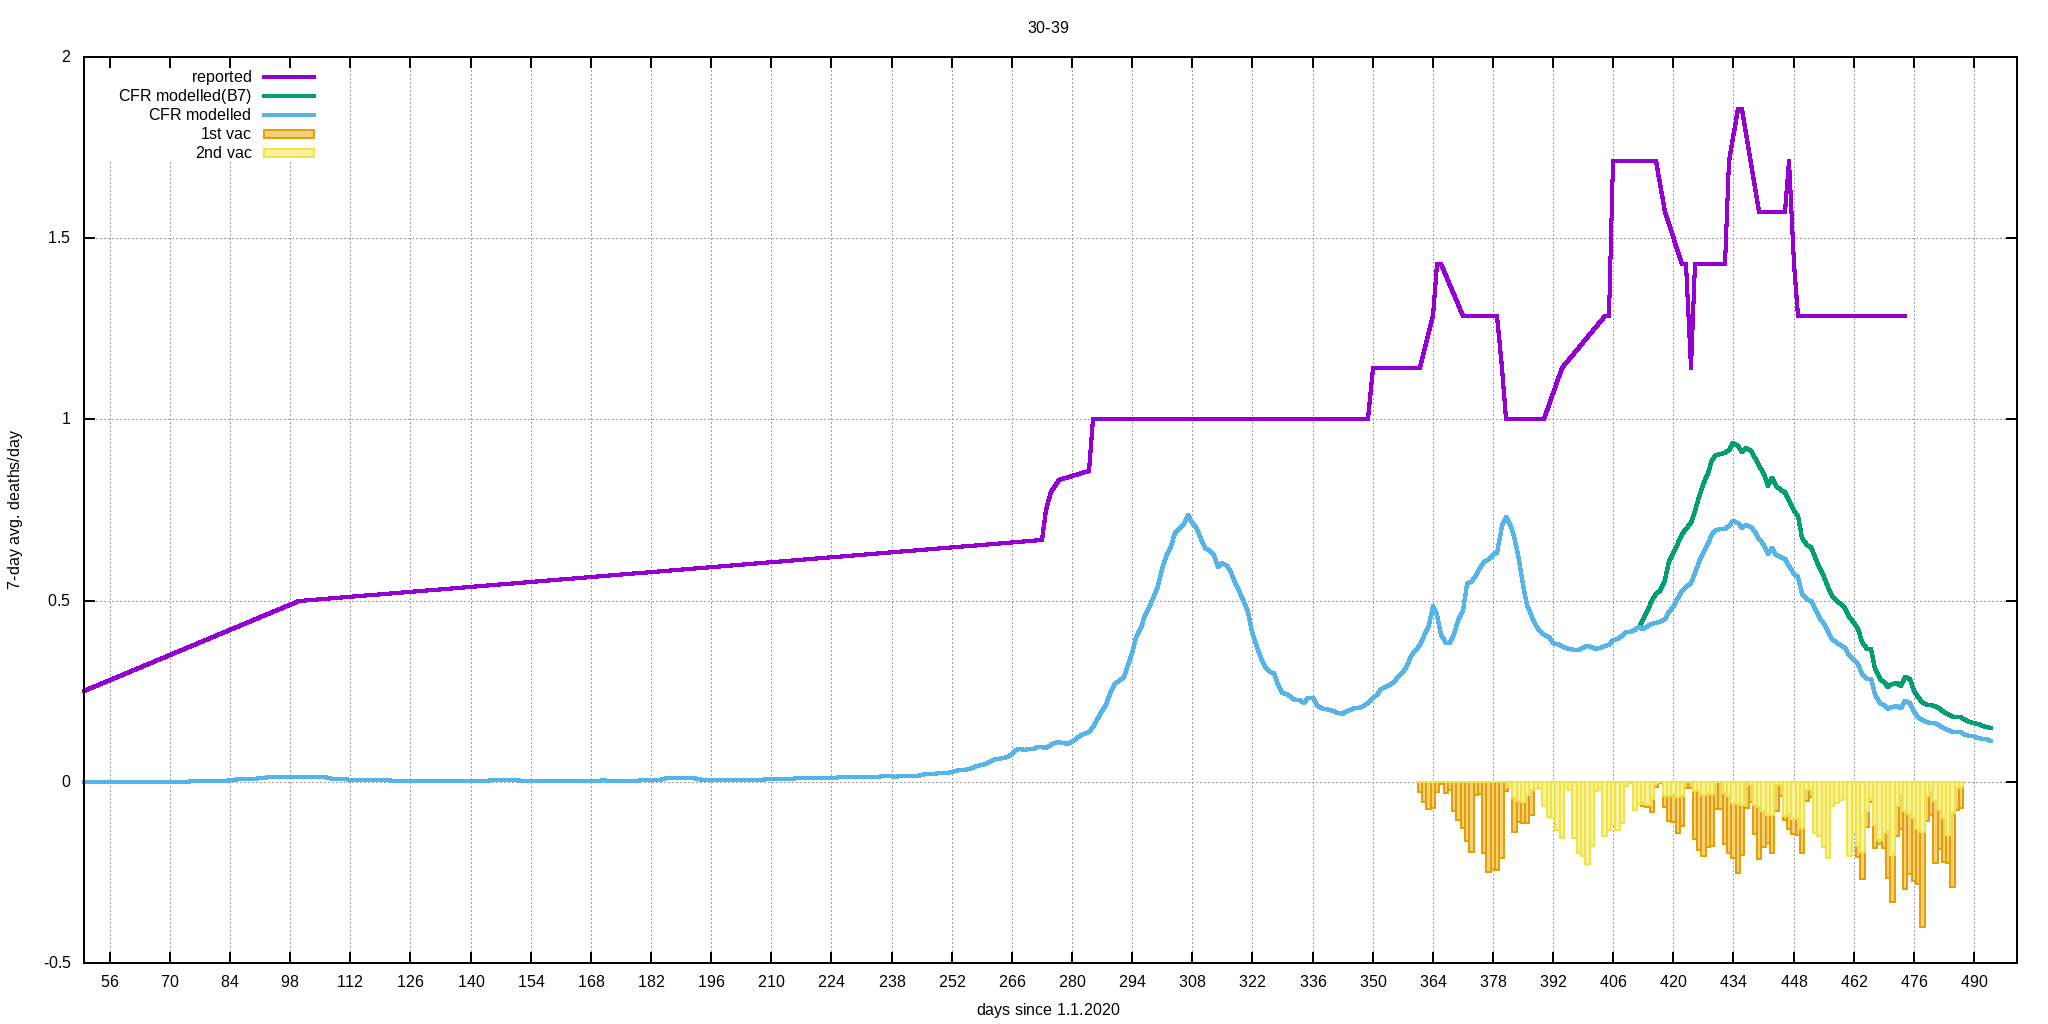 30-39
reported
CFR modelled(B7)
CFR modelled
1st vac
2nd vac
2
1.5
1
0.5
0
-0.5
7-day avg. deaths/day
56 70 84 98 112 126 140 154 168 182 196 210 224 238 252 266 280 294 308 322 336 350 364 378 392 406 420 434 448 462 476 490
days since 1.1.2020